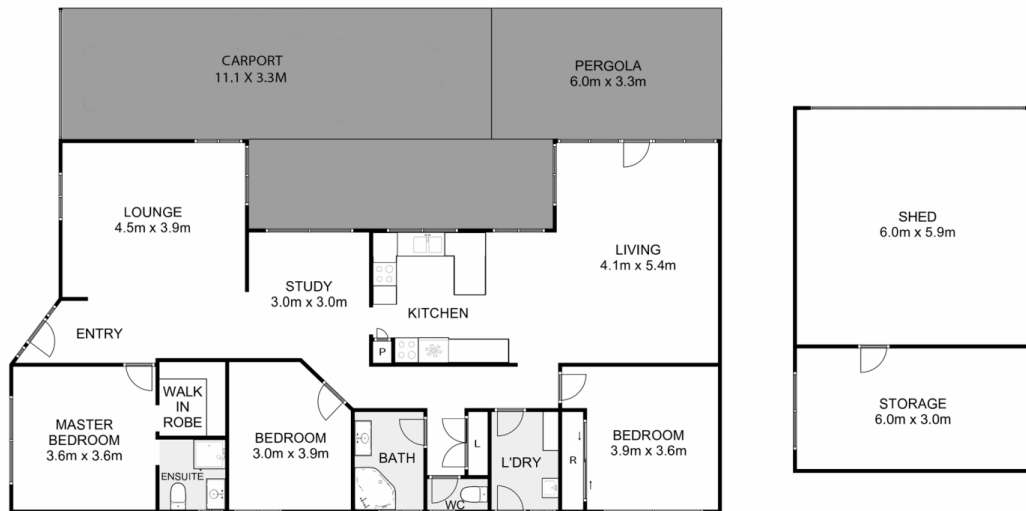 CARPORT
11.1 X 3.3M
PERGOLA
6.0m x 3.3m
LOUNGE
4.5m x 3.9m
SHED
6.0m x 5.9m
LIVING
4.1m x 5.4m
STUDY
3.0m x 3.0m
KITCHEN
ENTRY
P
WALK
IN
ROBE
MASTER
BEDROOM
3.6m x 3.6m
STORAGE
6.0m x 3.0m
BEDROOM
3.0m x 3.9m
BATH
L
L'DRY
R
BEDROOM
3.9m x 3.6m
ENSUITE
WC